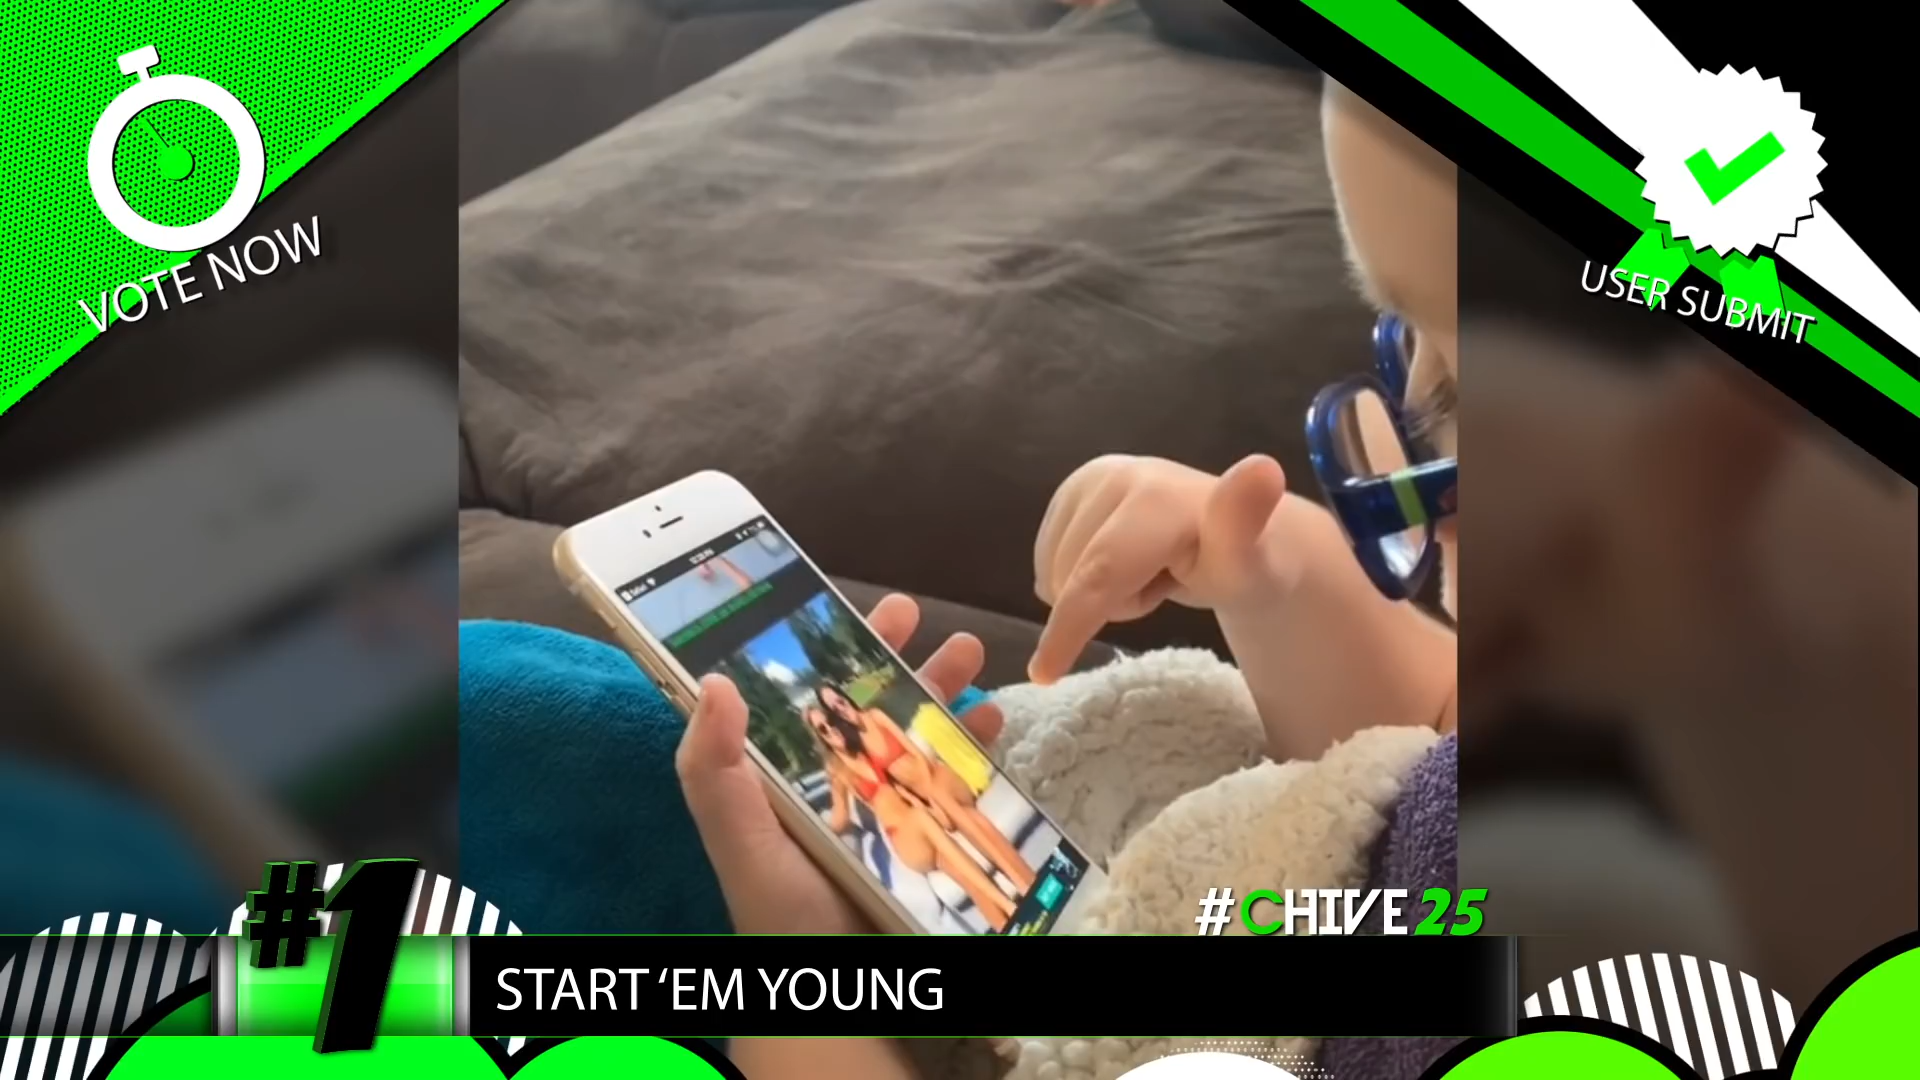 VOTE NOW
USER SUBMIT
#CHIVE25
#1
START ‘EM YOUNG